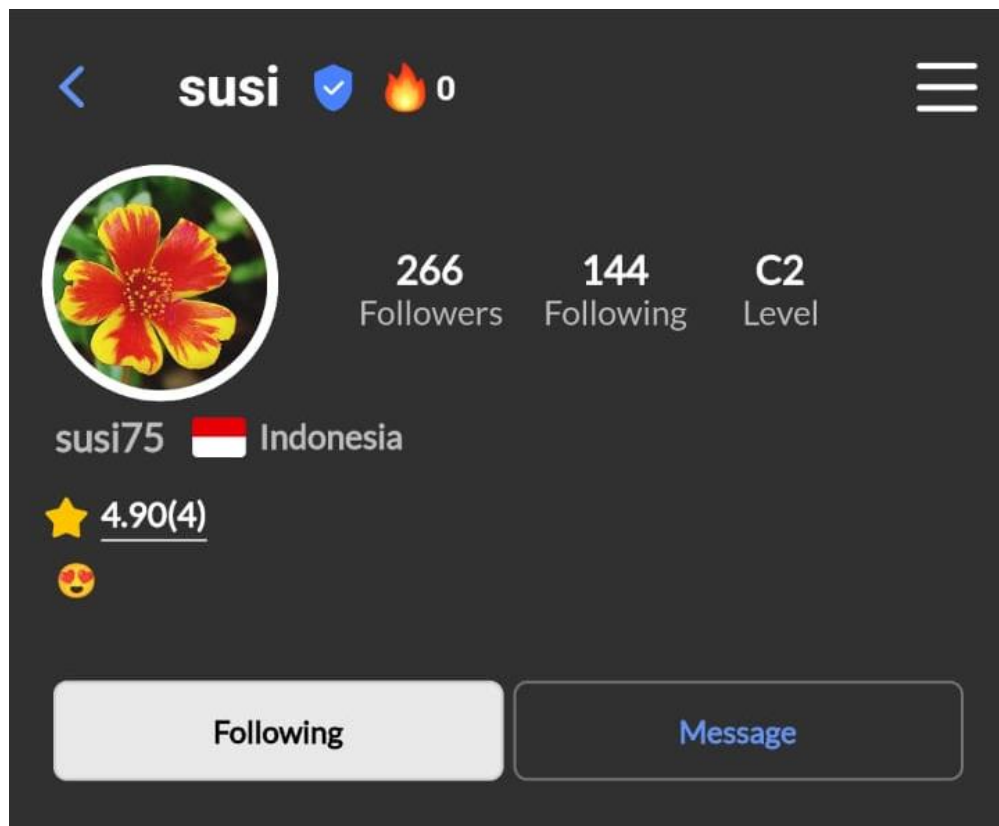 susi 0
266 144 C2
Followers Following Level
susi75 Indonesia
4.90(4)
Following Message